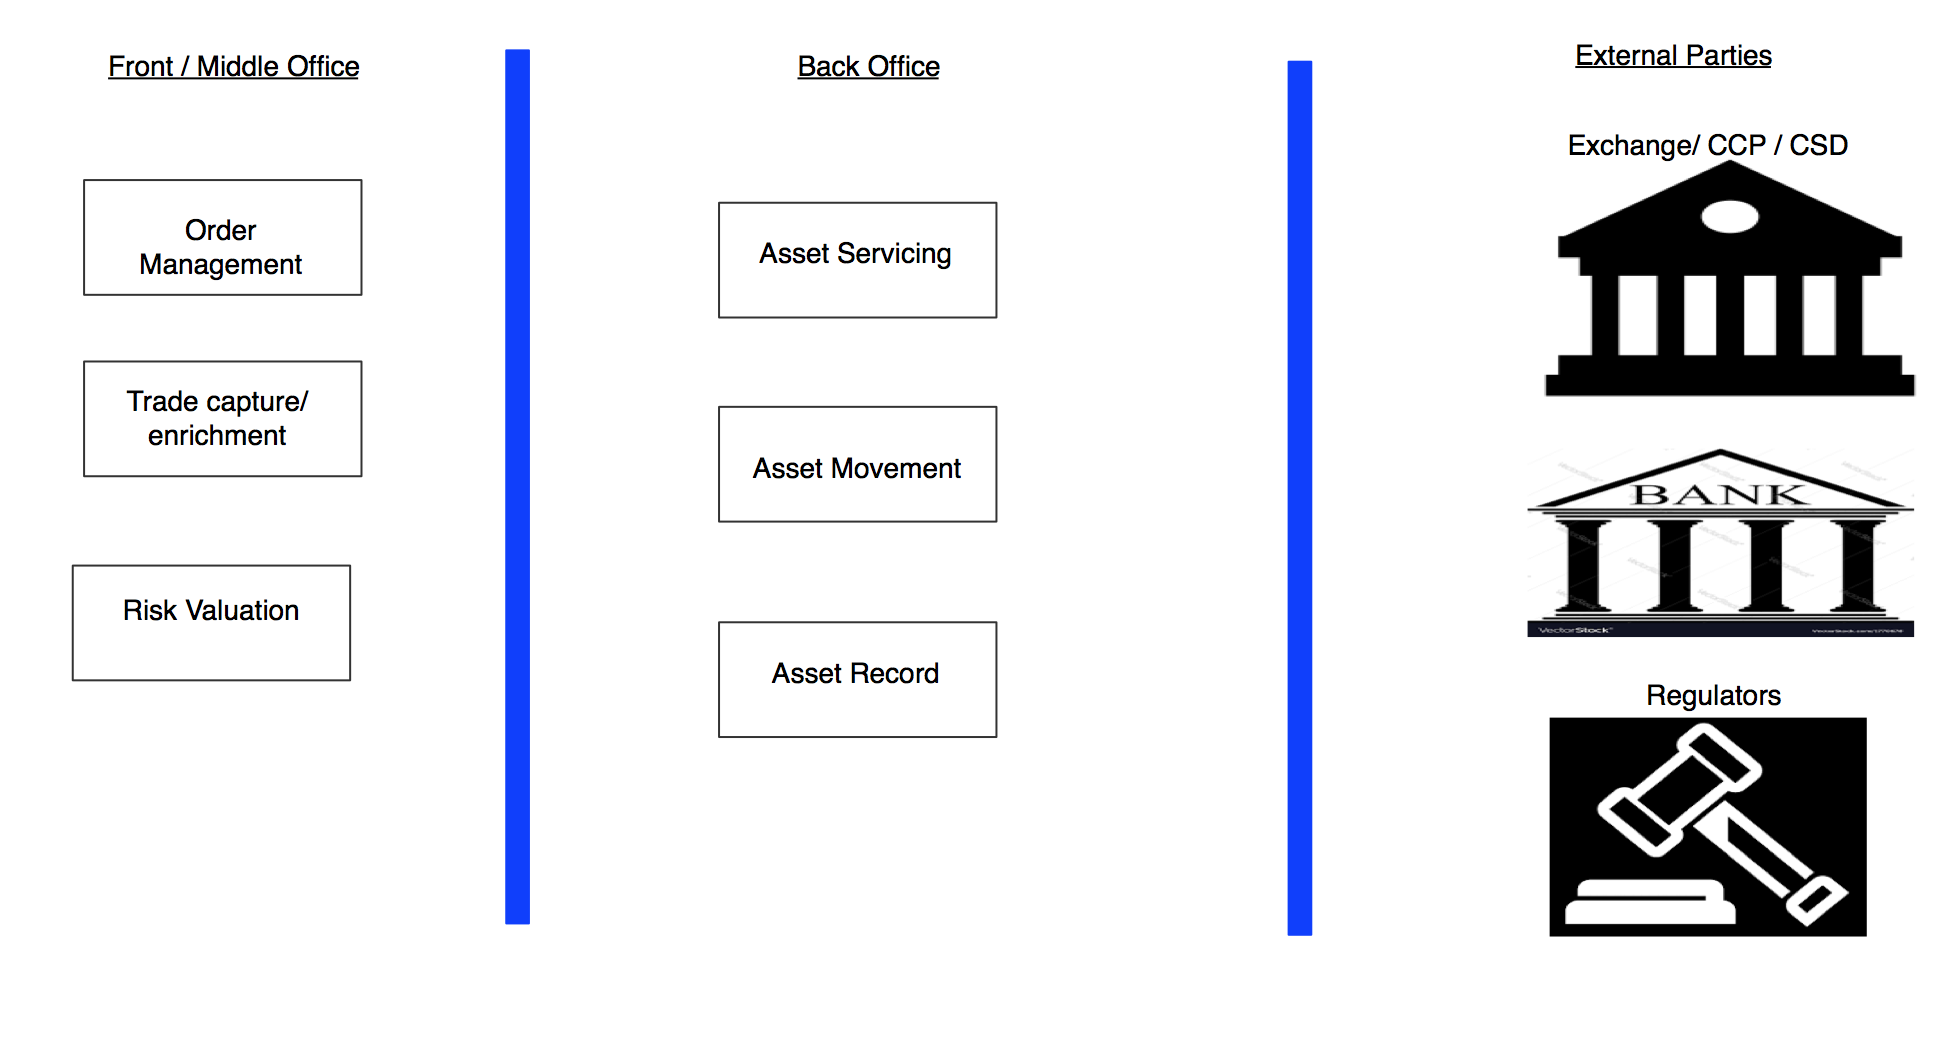 Front / Middle Office
Back Office
External Parties
Order
Management
Trade capture/
enrichment
Risk Valuation
Asset Servicing
Asset Movement
Asset Record
Exchange/ CCP / CSD
BANK
VectorStock
Regulators